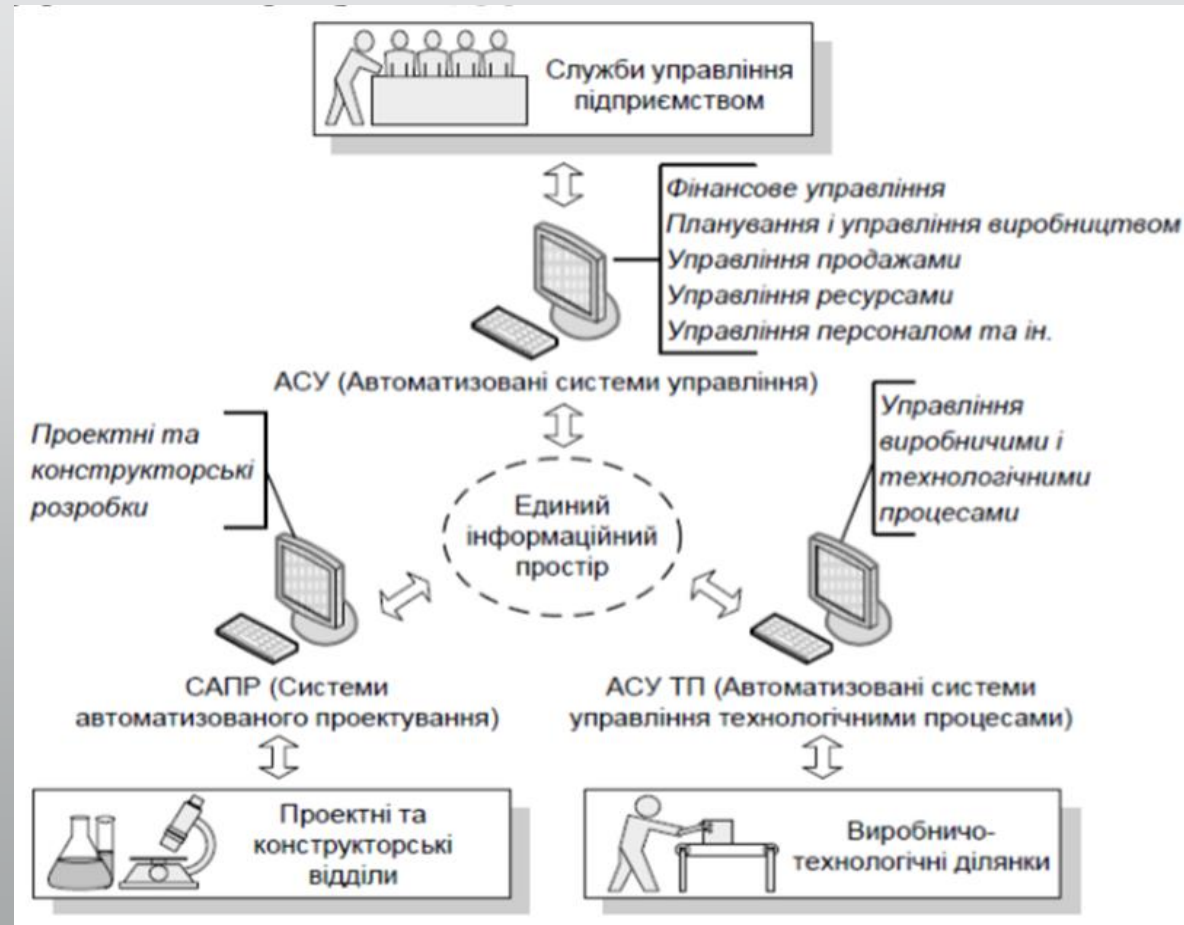 Служби управління
підприємством
Фінансове управління
Планування і управління виробництвом
Управління продажами
Управління ресурсами
Управління персоналом та ін.
АСУ (Автоматизовані системи управління)
Проектні та
конструкторські
розробки
Управління
виробничими і
технологічними
процесами
Единий
інформаційний
простір
САПР (Системи
автоматизованого проектування)
АСУ ТП (Автоматизовані системи
управління технологічними процесами)
Проектні та
конструкторські
відділи
Виробничо-
технологічні ділянки